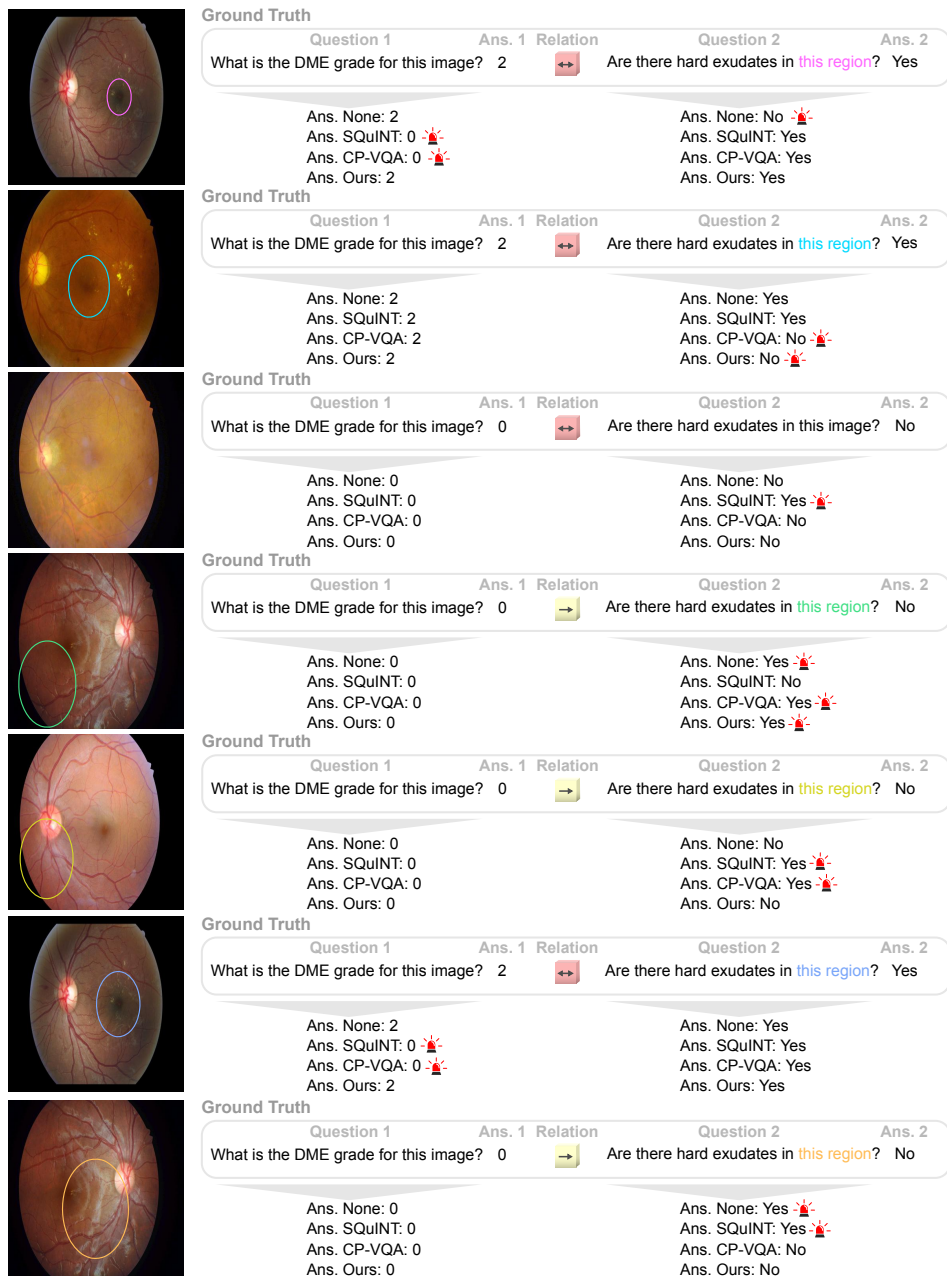 Ground Truth
Question 1 Ans. 1 Relation Question 2 Ans. 2
What is the DME grade for this image? 2 ↔ Are there hard exudates in this region? Yes
Ans. None: 2 Ans. None: No
Ans. SQuINT: 0 Ans. SQuINT: Yes
Ans. CP-VQA: 0 Ans. CP-VQA: Yes
Ans. Ours: 2 Ans. Ours: Yes
Ground Truth
Question 1 Ans. 1 Relation Question 2 Ans. 2
What is the DME grade for this image? 2 ↔ Are there hard exudates in this region? Yes
Ans. None: 2 Ans. None: Yes
Ans. SQuINT: 2 Ans. SQuINT: Yes
Ans. CP-VQA: 2 Ans. CP-VQA: No
Ans. Ours: 2 Ans. Ours: No
Ground Truth
Question 1 Ans. 1 Relation Question 2 Ans. 2
What is the DME grade for this image? 0 ↔ Are there hard exudates in this image? No
Ans. None: 0 Ans. None: No
Ans. SQuINT: 0 Ans. SQuINT: Yes
Ans. CP-VQA: 0 Ans. CP-VQA: No
Ans. Ours: 0 Ans. Ours: No
Ground Truth
Question 1 Ans. 1 Relation Question 2 Ans. 2
What is the DME grade for this image? 0 → Are there hard exudates in this region? No
Ans. None: 0 Ans. None: Yes
Ans. SQuINT: 0 Ans. SQuINT: No
Ans. CP-VQA: 0 Ans. CP-VQA: Yes
Ans. Ours: 0 Ans. Ours: Yes
Ground Truth
Question 1 Ans. 1 Relation Question 2 Ans. 2
What is the DME grade for this image? 0 → Are there hard exudates in this region? No
Ans. None: 0 Ans. None: No
Ans. SQuINT: 0 Ans. SQuINT: Yes
Ans. CP-VQA: 0 Ans. CP-VQA: Yes
Ans. Ours: 0 Ans. Ours: No
Ground Truth
Question 1 Ans. 1 Relation Question 2 Ans. 2
What is the DME grade for this image? 2 ↔ Are there hard exudates in this region? Yes
Ans. None: 2 Ans. None: Yes
Ans. SQuINT: 0 Ans. SQuINT: Yes
Ans. CP-VQA: 0 Ans. CP-VQA: Yes
Ans. Ours: 2 Ans. Ours: Yes
Ground Truth
Question 1 Ans. 1 Relation Question 2 Ans. 2
What is the DME grade for this image? 0 → Are there hard exudates in this region? No
Ans. None: 0 Ans. None: Yes
Ans. SQuINT: 0 Ans. SQuINT: Yes
Ans. CP-VQA: 0 Ans. CP-VQA: No
Ans. Ours: 0 Ans. Ours: No